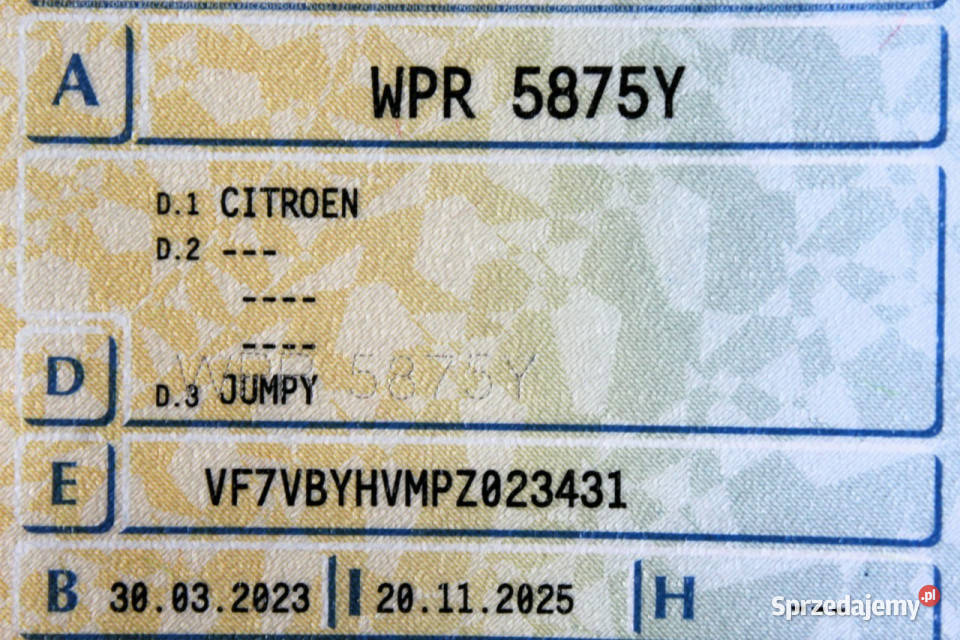 A WPR 5875Y
D.1 CITROEN
D.2 ---
----
----
WPR 5875Y
D D.3 JUMPY
E VF7VBYHVMPZ023431
B 30.03.2023 I 20.11.2025 H ---
Sprzedajemy.pl